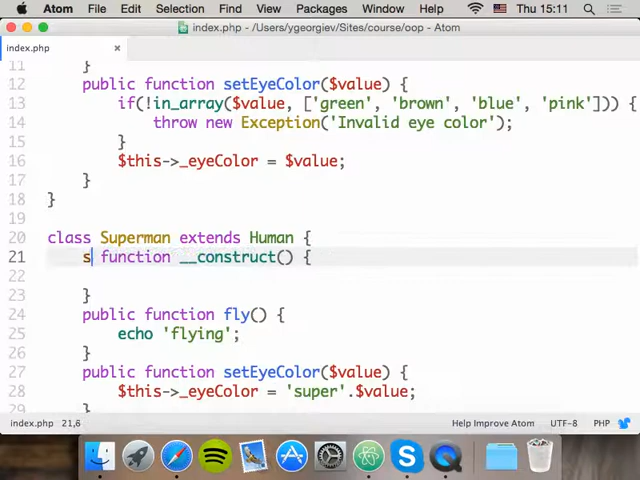 Atom File Edit Selection Find Packages Window Help Thu 15:11
index.php - /Users/ygeorgiev/Sites/course/oop - Atom
index.php
11 }
12 public function setEyeColor($value) {
13 if(!in_array($value, ['green', 'brown', 'blue', 'pink'])) {
14 throw new Exception('Invalid eye color');
15 }
16 $this->_eyeColor = $value;
17 }
18 }
19
20 class Superman extends Human {
21 s function __construct() {
22
23 }
24 public function fly() {
25 echo 'flying';
26 }
27 public function setEyeColor($value) {
28 $this->_eyeColor = 'super'.$value;
29 }
index.php 21,6 Help Improve Atom UTF-8 PHP